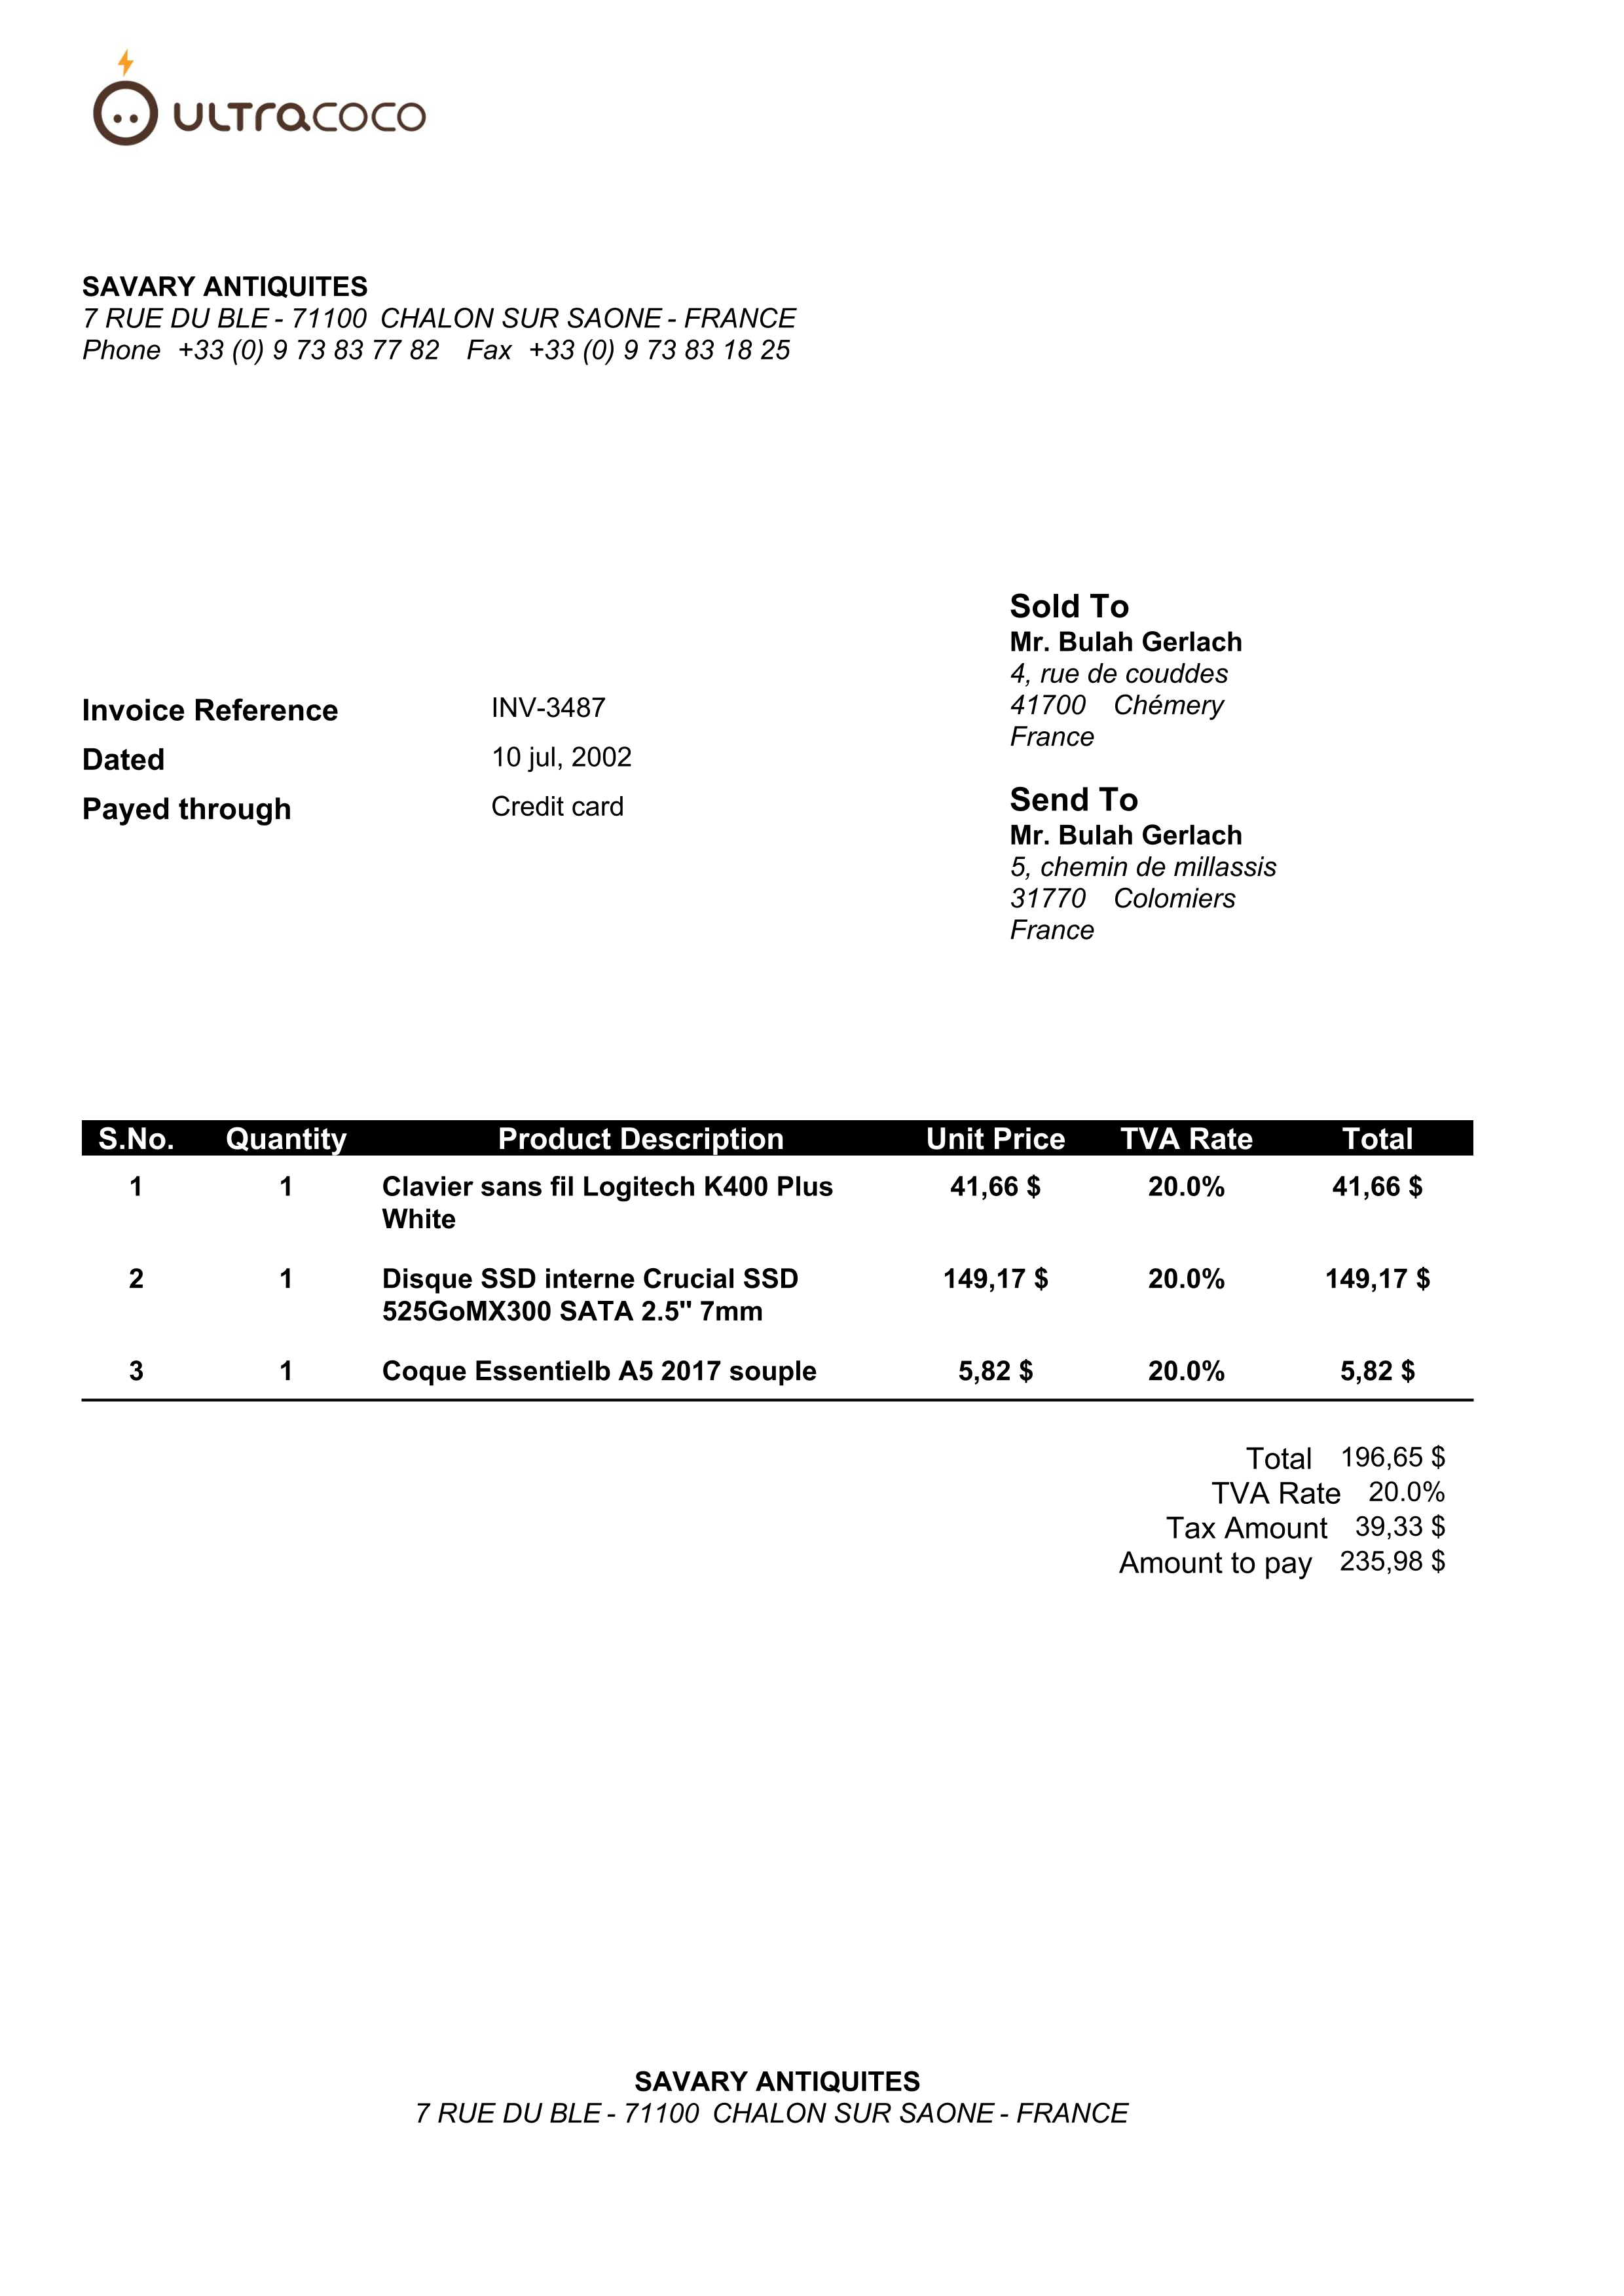 ULTRACOCO
SAVARY ANTIQUITES
7 RUE DU BLE - 71100 CHALON SUR SAONE - FRANCE
Phone +33 (0) 9 73 83 77 82 Fax +33 (0) 9 73 83 18 25
Sold To
Mr. Bulah Gerlach
4, rue de couddes
41700 Chémery
France
Invoice Reference INV-3487
Dated 10 jul, 2002
Payed through Credit card
Send To
Mr. Bulah Gerlach
5, chemin de millassis
31770 Colomiers
France
S.No. Quantity Product Description Unit Price TVA Rate Total
1 1 Clavier sans fil Logitech K400 Plus 41,66 $ 20.0% 41,66 $
White
2 1 Disque SSD interne Crucial SSD 149,17 $ 20.0% 149,17 $
525GoMX300 SATA 2.5'' 7mm
3 1 Coque Essentielb A5 2017 souple 5,82 $ 20.0% 5,82 $
Total 196,65 $
TVA Rate 20.0%
Tax Amount 39,33 $
Amount to pay 235,98 $
SAVARY ANTIQUITES
7 RUE DU BLE - 71100 CHALON SUR SAONE - FRANCE